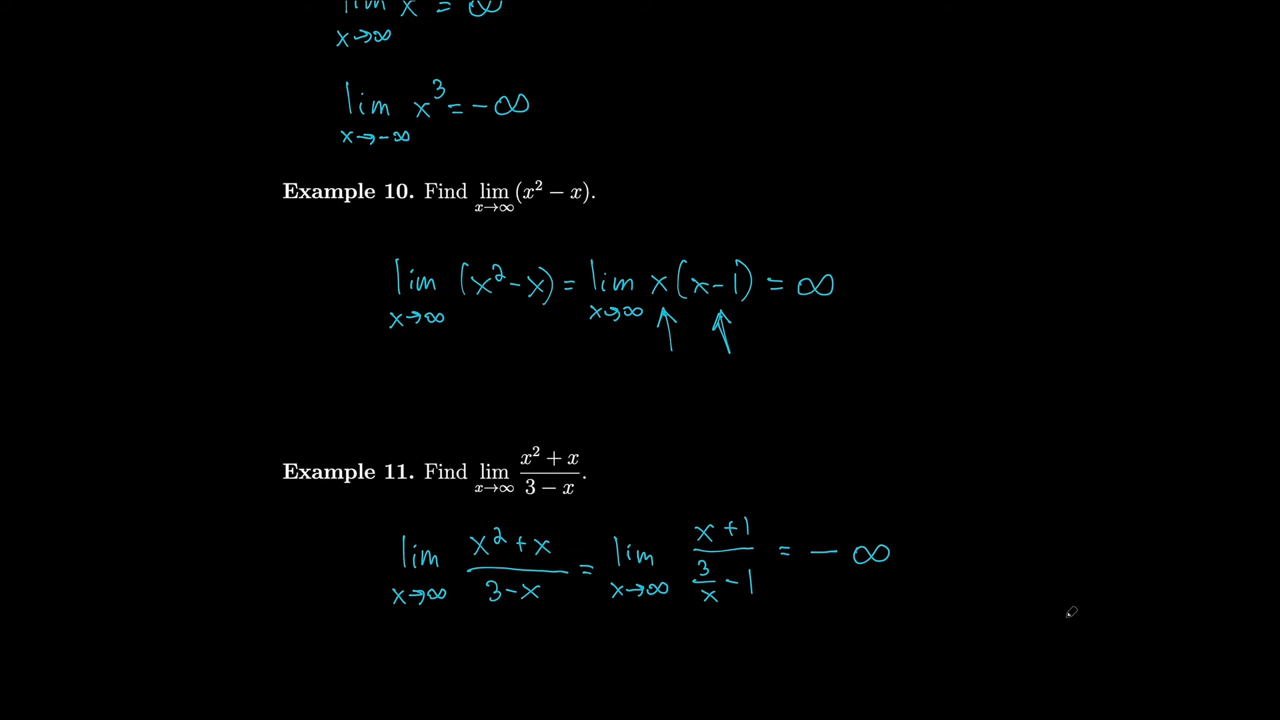 lim x = ∞
x→∞
lim x³ = -∞
x→-∞
Example 10. Find lim (x² − x).
x→∞
lim (x²-x) = lim x(x-1) = ∞
x→∞ x→∞
Example 11. Find lim x² + x / 3 − x.
x→∞
lim x²+x / 3-x = lim x+1 / 3/x -1 = - ∞
x→∞ x→∞